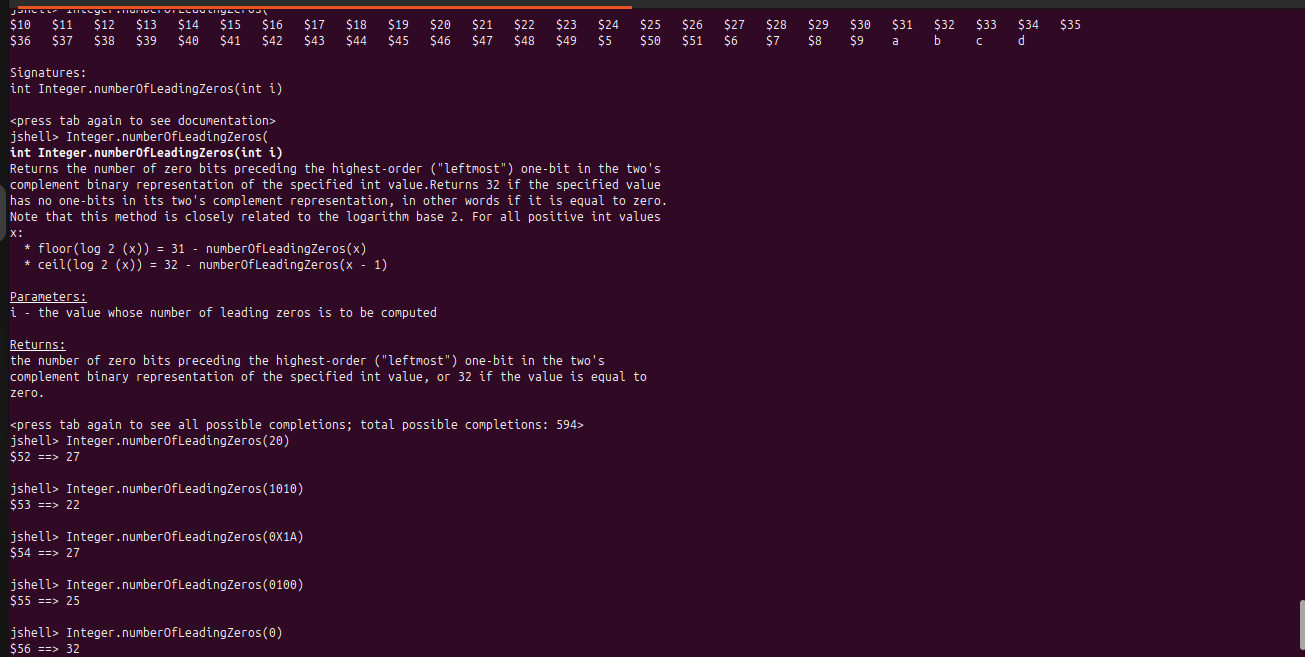 jshell> Integer.numberOfLeadingZeros(
$10 $11 $12 $13 $14 $15 $16 $17 $18 $19 $20 $21 $22 $23 $24 $25 $26 $27 $28 $29 $30 $31 $32 $33 $34 $35
$36 $37 $38 $39 $40 $41 $42 $43 $44 $45 $46 $47 $48 $49 $5 $50 $51 $6 $7 $8 $9 a b c d
Signatures:
int Integer.numberOfLeadingZeros(int i)
<press tab again to see documentation>
jshell> Integer.numberOfLeadingZeros(
int Integer.numberOfLeadingZeros(int i)
Returns the number of zero bits preceding the highest-order ("leftmost") one-bit in the two's
complement binary representation of the specified int value.Returns 32 if the specified value
has no one-bits in its two's complement representation, in other words if it is equal to zero.
Note that this method is closely related to the logarithm base 2. For all positive int values
x:
* floor(log 2 (x)) = 31 - numberOfLeadingZeros(x)
* ceil(log 2 (x)) = 32 - numberOfLeadingZeros(x - 1)
Parameters:
i - the value whose number of leading zeros is to be computed
Returns:
the number of zero bits preceding the highest-order ("leftmost") one-bit in the two's
complement binary representation of the specified int value, or 32 if the value is equal to
zero.
<press tab again to see all possible completions; total possible completions: 594>
jshell> Integer.numberOfLeadingZeros(20)
$52 ==> 27
jshell> Integer.numberOfLeadingZeros(1010)
$53 ==> 22
jshell> Integer.numberOfLeadingZeros(0X1A)
$54 ==> 27
jshell> Integer.numberOfLeadingZeros(0100)
$55 ==> 25
jshell> Integer.numberOfLeadingZeros(0)
$56 ==> 32